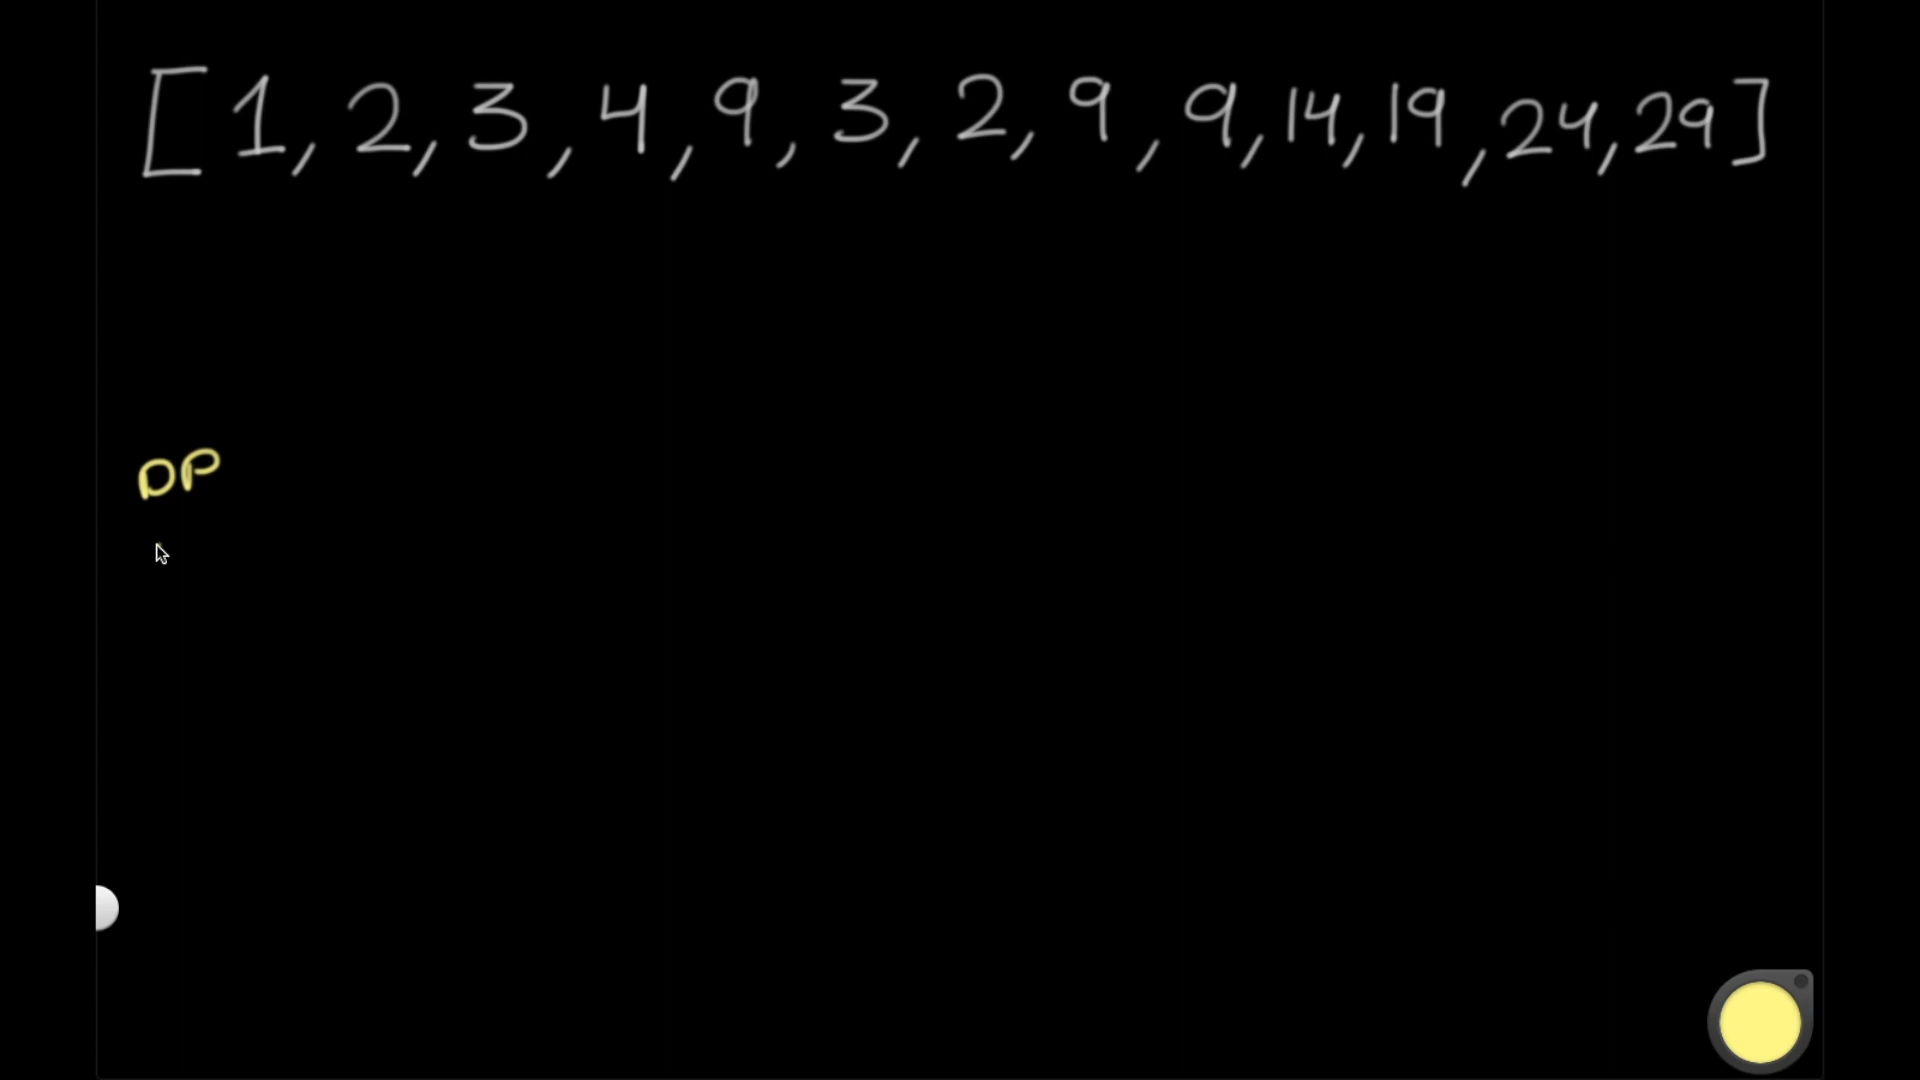 [1, 2, 3, 4, 9, 3, 2, 9, 9, 14, 19, 24, 29]
DP